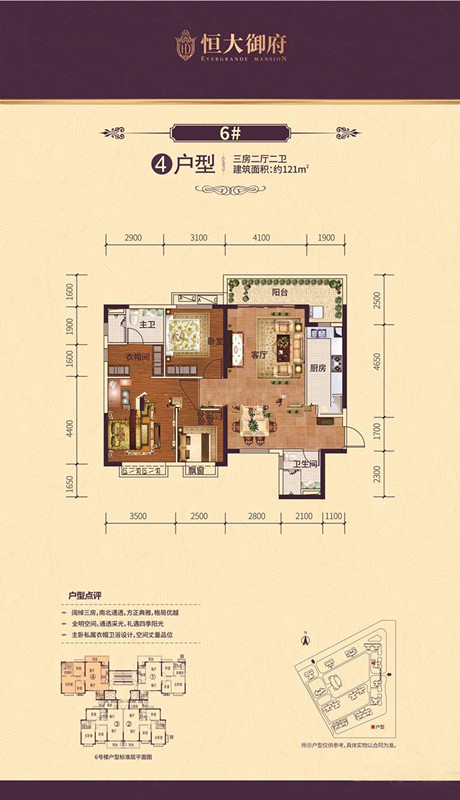 恒大御府
EVERGRANDE MANSION
6#
4 户型
三房二厅二卫
建筑面积:约121m²
2900 3100 4100 1900
阳台
主卫
卧室
客厅
厨房
衣帽间
飘窗
卫生间
1600
1900
1600
4400
1650
2500
4650
1700
2300
3500 2500 2800 2100 1100
户型点评
阔绰三房,南北通透,方正典雅,格局优越
全明空间,通透采光,礼遇四季阳光
主卧私属衣帽卫浴设计,空间丈量品位
④ ①
③ ②
6号楼户型标准层平面图
N
户型
所示户型仅供参考,具体实物以合同为准。